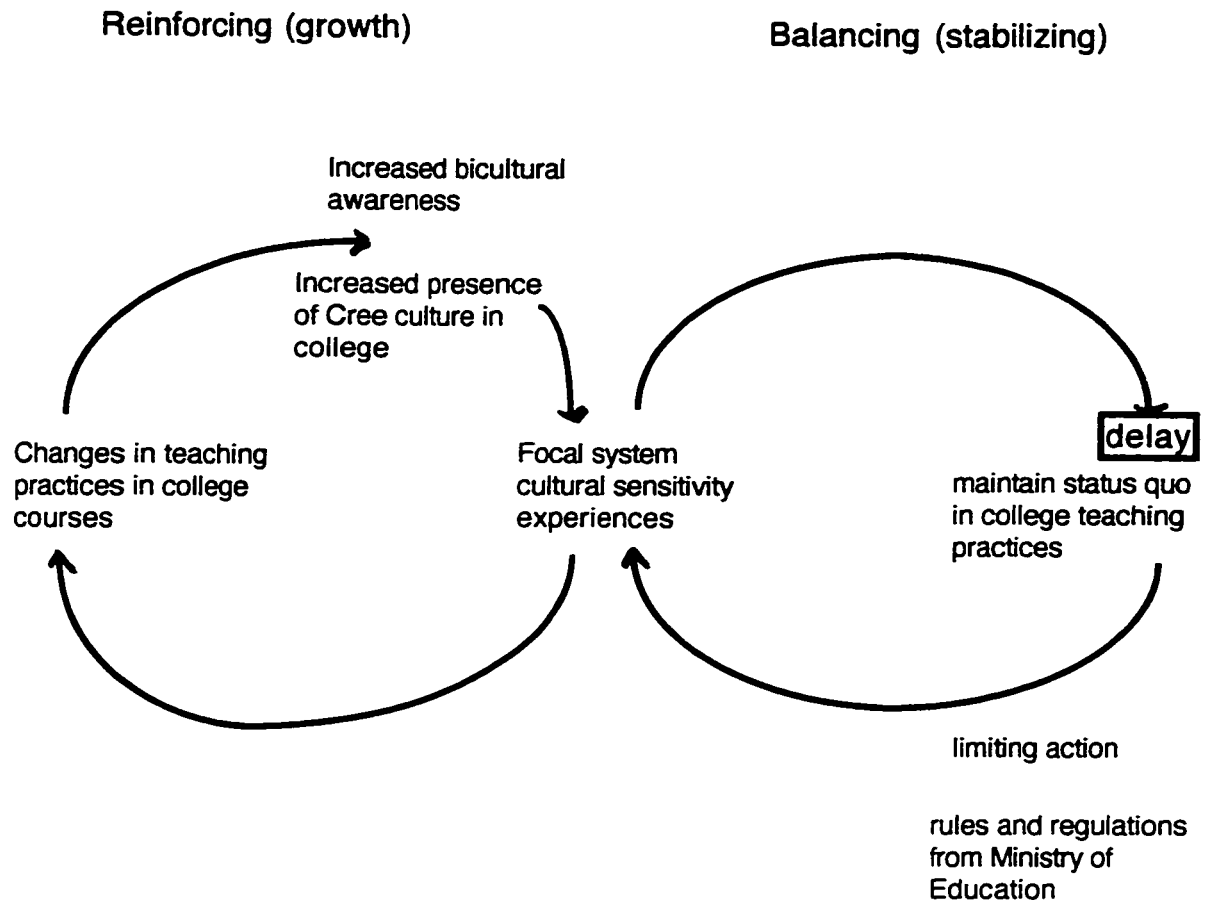 Reinforcing (growth)
Balancing (stabilizing)
Increased bicultural
awareness
Increased presence
of Cree culture in
college
Changes in teaching
practices in college
courses
Focal system
cultural sensitivity
experiences
delay
maintain status quo
in college teaching
practices
limiting action
rules and regulations
from Ministry of
Education